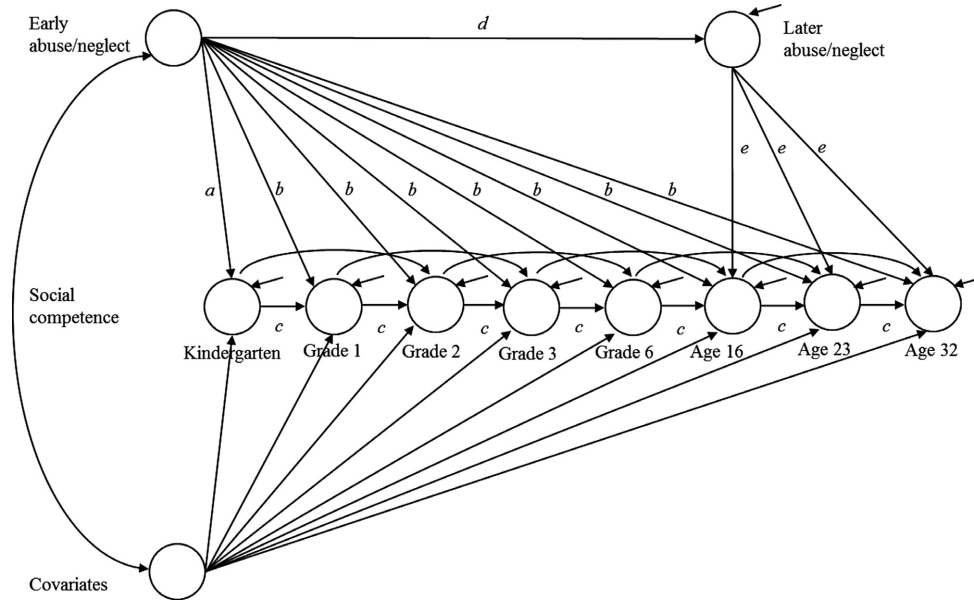 Early
abuse/neglect
d
Later
abuse/neglect
a
b
b
b
b
b
b
b
e
e
e
Social
competence
c
c
c
c
c
c
c
Kindergarten
Grade 1
Grade 2
Grade 3
Grade 6
Age 16
Age 23
Age 32
Covariates